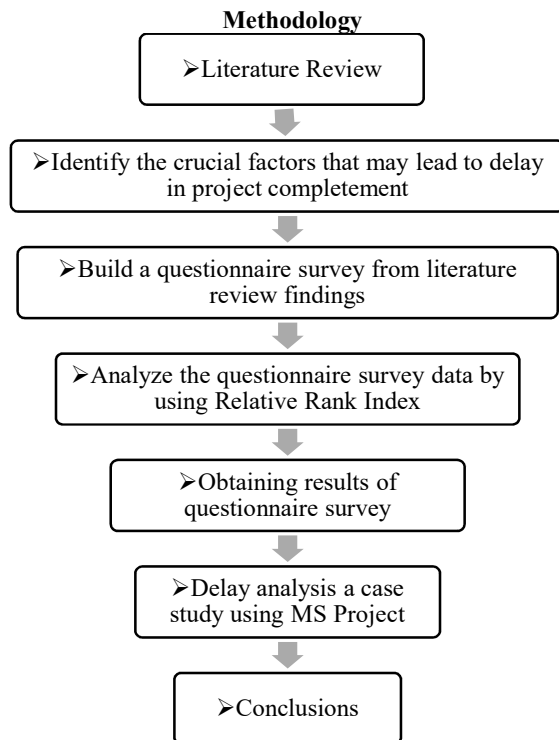 Methodology
➢Literature Review
➢Identify the crucial factors that may lead to delay
in project completement
➢Build a questionnaire survey from literature
review findings
➢Analyze the questionnaire survey data by
using Relative Rank Index
➢Obtaining results of
questionnaire survey
➢Delay analysis a case
study using MS Project
➢Conclusions